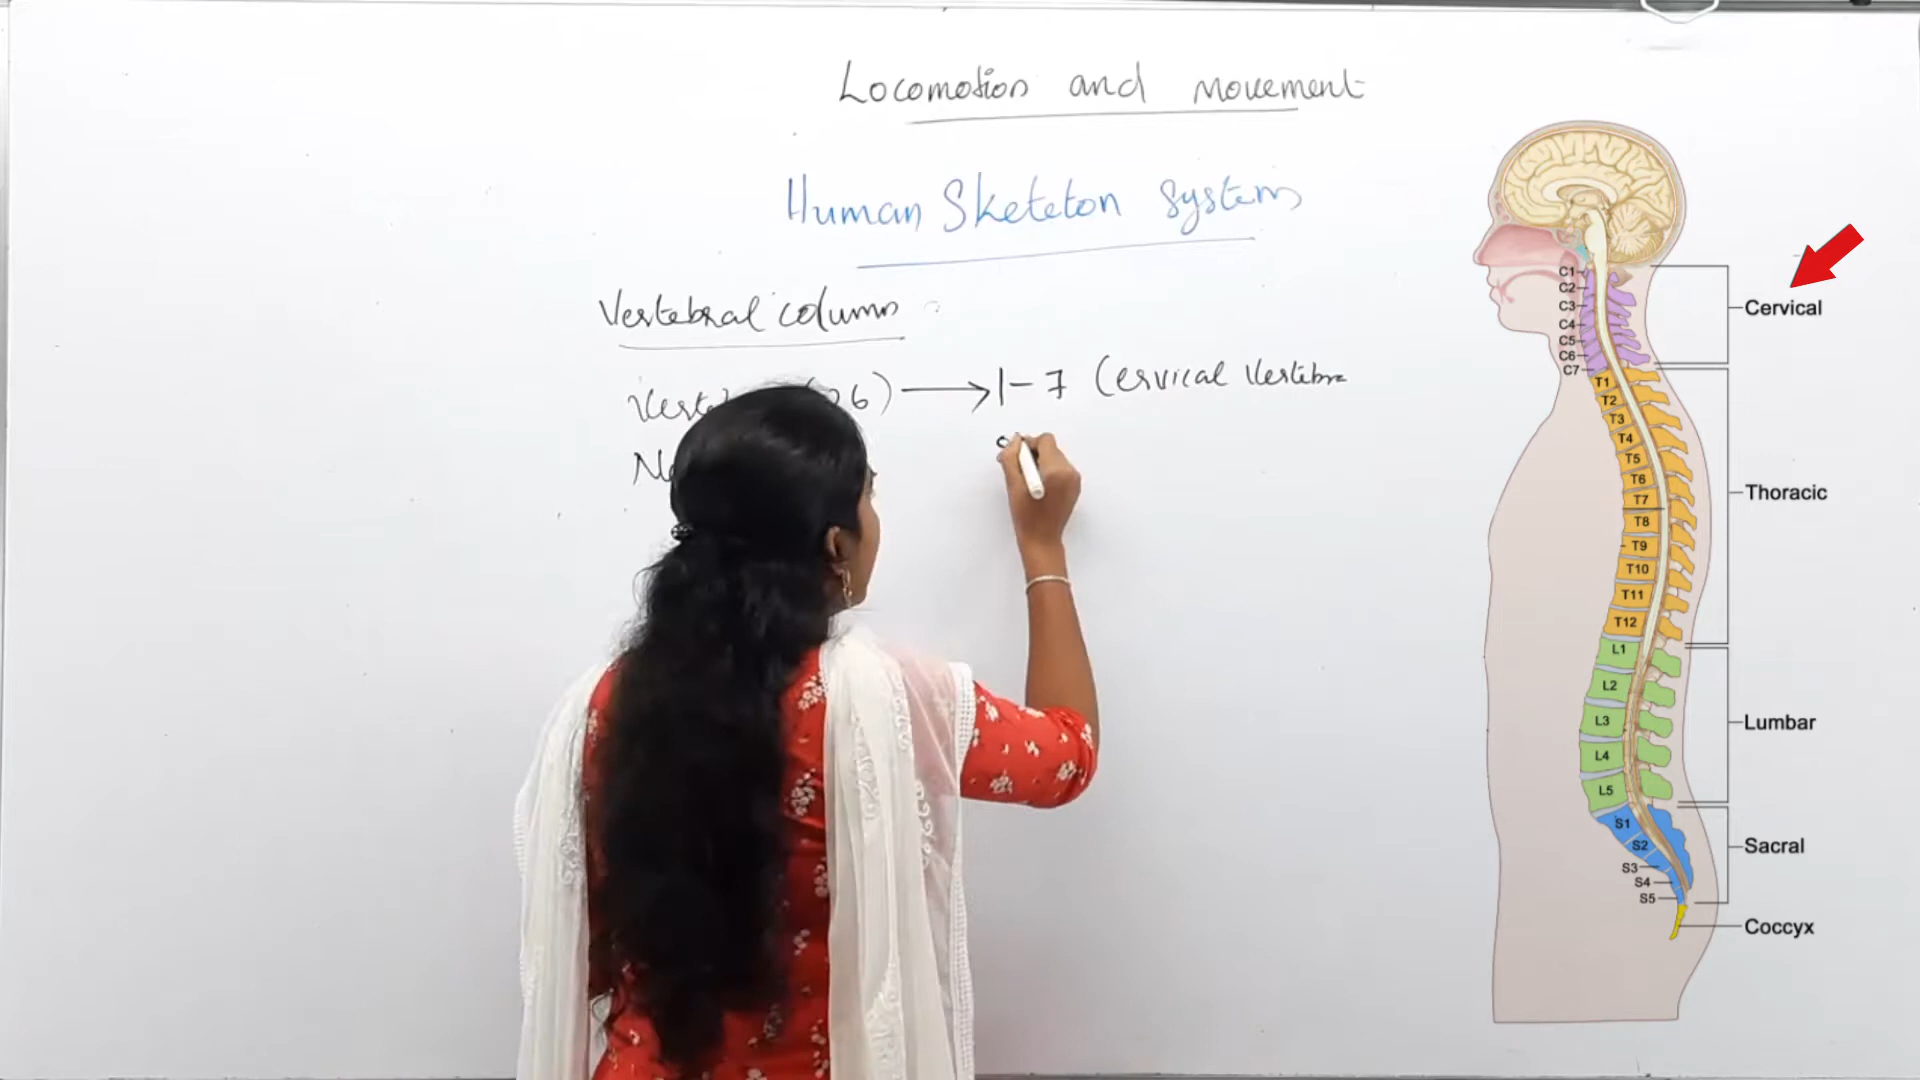 Locomotion and movement
Human Skeleton System
Vertebral column
26) → 1-7 (Cervical Vertebra
C1
C2
C3
C4
C5
C6
C7
T1
T2
T3
T4
T5
T6
T7
T8
T9
T10
T11
T12
L1
L2
L3
L4
L5
S1
S2
S3
S4
S5
Cervical
Thoracic
Lumbar
Sacral
Coccyx